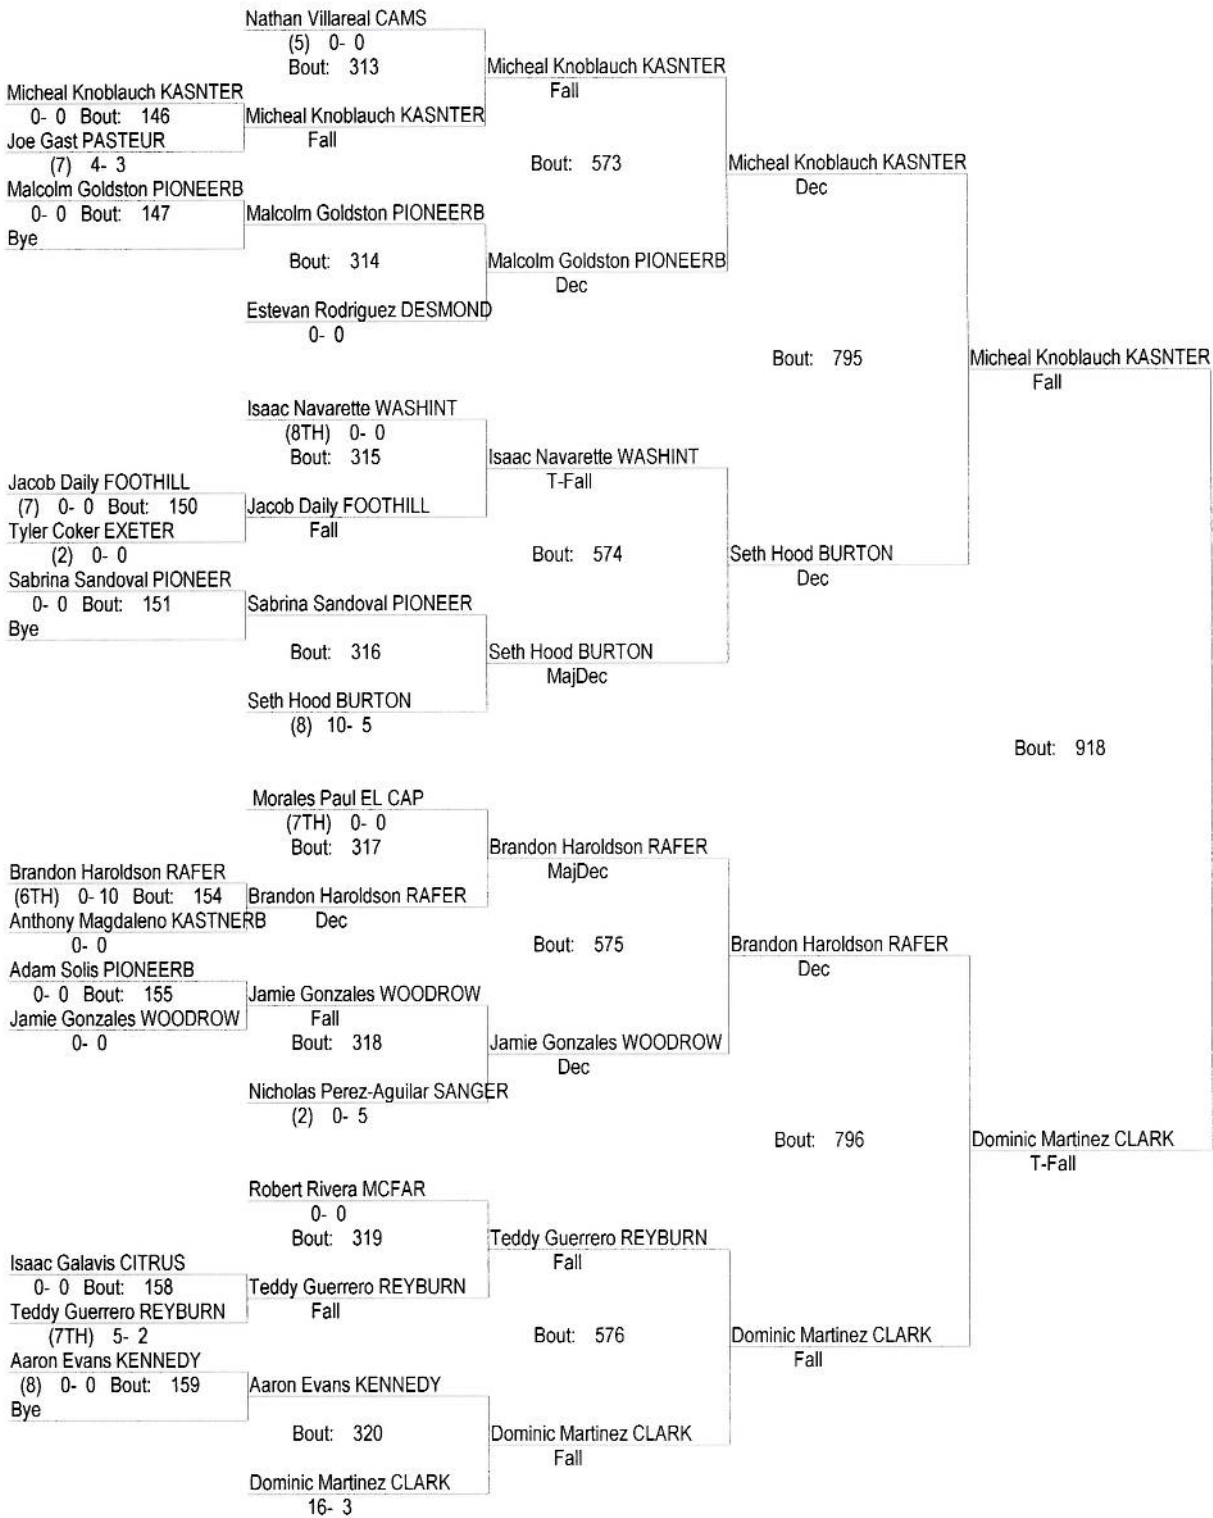 Nathan Villareal CAMS
(5) 0- 0
Bout: 313
Micheal Knoblauch KASNTER
Fall
Micheal Knoblauch KASNTER
0- 0 Bout: 146
Micheal Knoblauch KASNTER
Fall
Joe Gast PASTEUR
(7) 4- 3
Bout: 573
Micheal Knoblauch KASNTER
Dec
Malcolm Goldston PIONEERB
0- 0 Bout: 147
Malcolm Goldston PIONEERB
Bye
Bout: 314
Malcolm Goldston PIONEERB
Dec
Estevan Rodriguez DESMOND
0- 0
Bout: 795
Micheal Knoblauch KASNTER
Fall
Isaac Navarette WASHINT
(8TH) 0- 0
Bout: 315
Isaac Navarette WASHINT
T-Fall
Jacob Daily FOOTHILL
(7) 0- 0 Bout: 150
Jacob Daily FOOTHILL
Fall
Tyler Coker EXETER
(2) 0- 0
Bout: 574
Seth Hood BURTON
Dec
Sabrina Sandoval PIONEER
0- 0 Bout: 151
Sabrina Sandoval PIONEER
Bye
Bout: 316
Seth Hood BURTON
MajDec
Seth Hood BURTON
(8) 10- 5
Bout: 918
Morales Paul EL CAP
(7TH) 0- 0
Bout: 317
Brandon Haroldson RAFER
MajDec
Brandon Haroldson RAFER
(6TH) 0- 10 Bout: 154
Brandon Haroldson RAFER
Dec
Anthony Magdaleno KASTNERB
0- 0
Bout: 575
Brandon Haroldson RAFER
Dec
Adam Solis PIONEERB
0- 0 Bout: 155
Jamie Gonzales WOODROW
Fall
Jamie Gonzales WOODROW
0- 0
Bout: 318
Jamie Gonzales WOODROW
Dec
Nicholas Perez-Aguilar SANGER
(2) 0- 5
Bout: 796
Dominic Martinez CLARK
T-Fall
Robert Rivera MCFAR
0- 0
Bout: 319
Teddy Guerrero REYBURN
Fall
Isaac Galavis CITRUS
0- 0 Bout: 158
Teddy Guerrero REYBURN
Fall
Teddy Guerrero REYBURN
(7TH) 5- 2
Bout: 576
Dominic Martinez CLARK
Fall
Aaron Evans KENNEDY
(8) 0- 0 Bout: 159
Aaron Evans KENNEDY
Bye
Bout: 320
Dominic Martinez CLARK
Fall
Dominic Martinez CLARK
16- 3